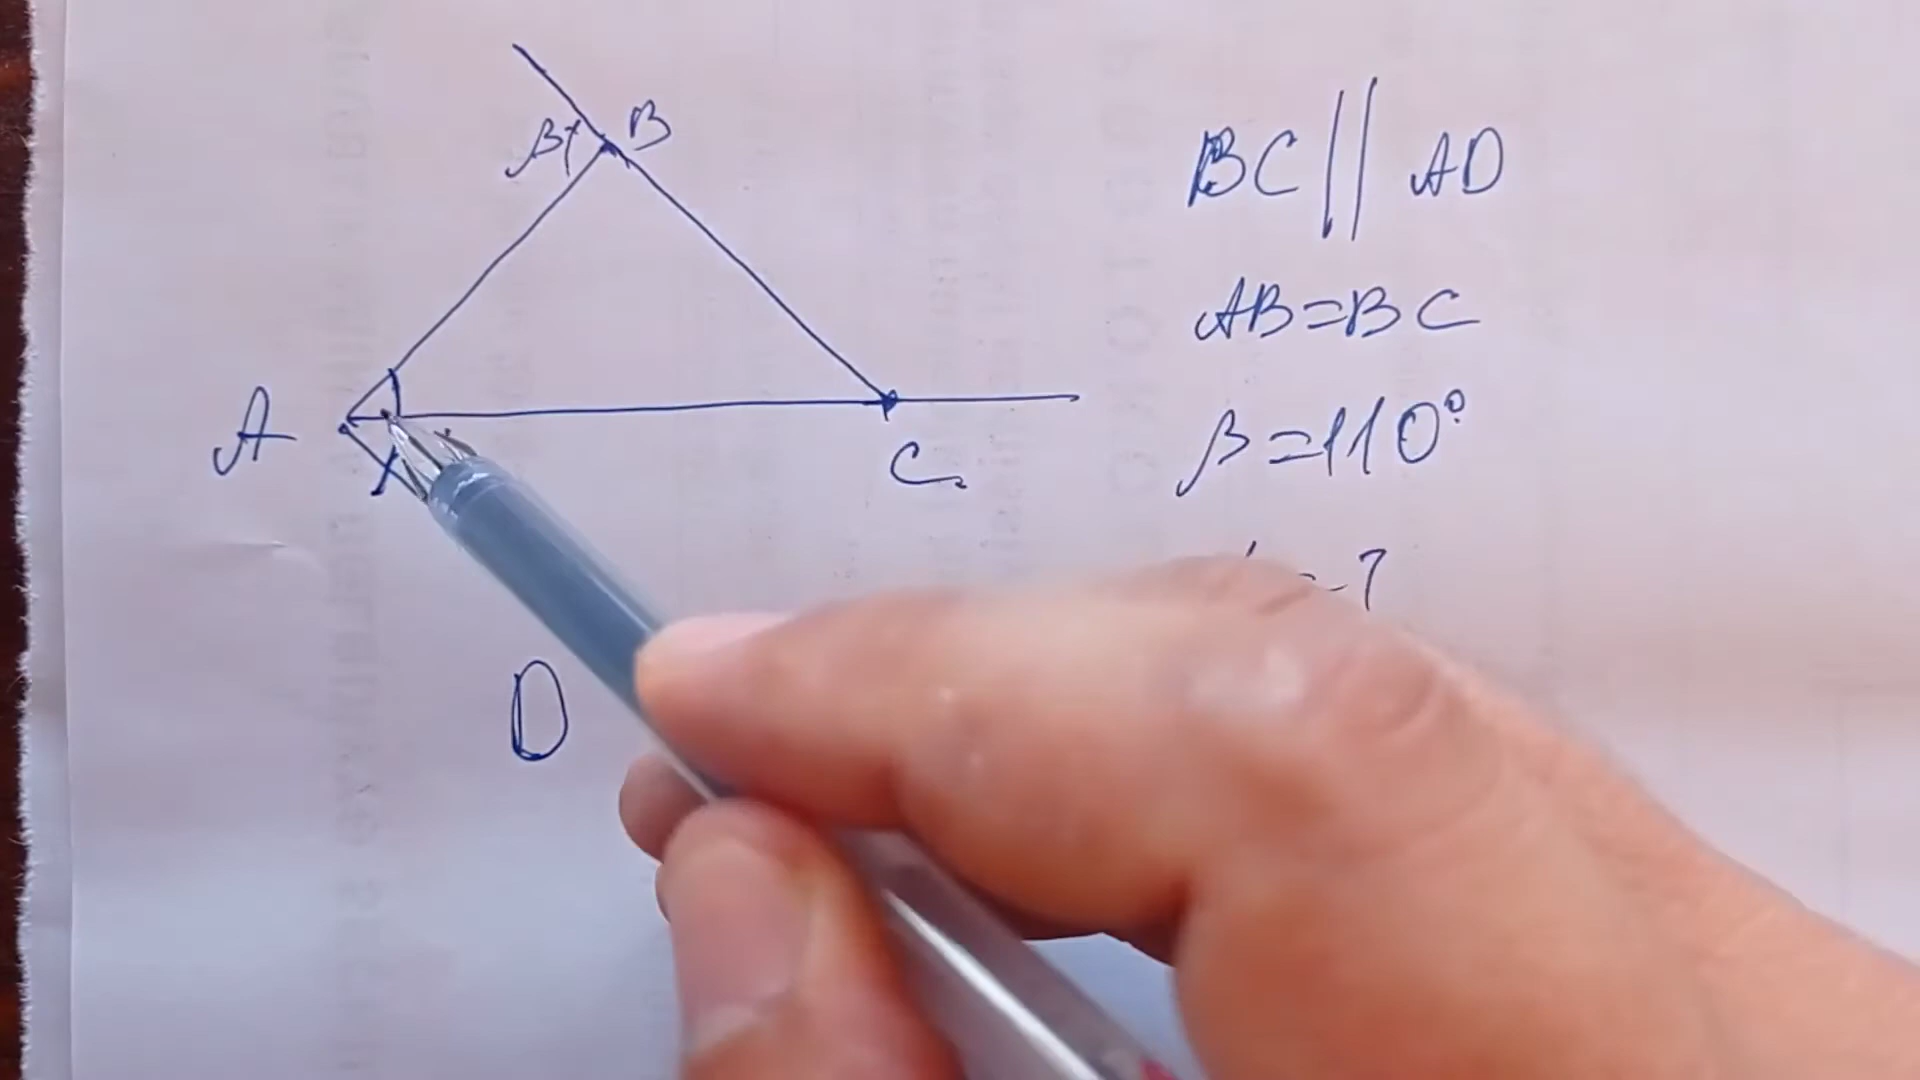 β B
A
C
D
BC || AD
AB=BC
β=110°
=?